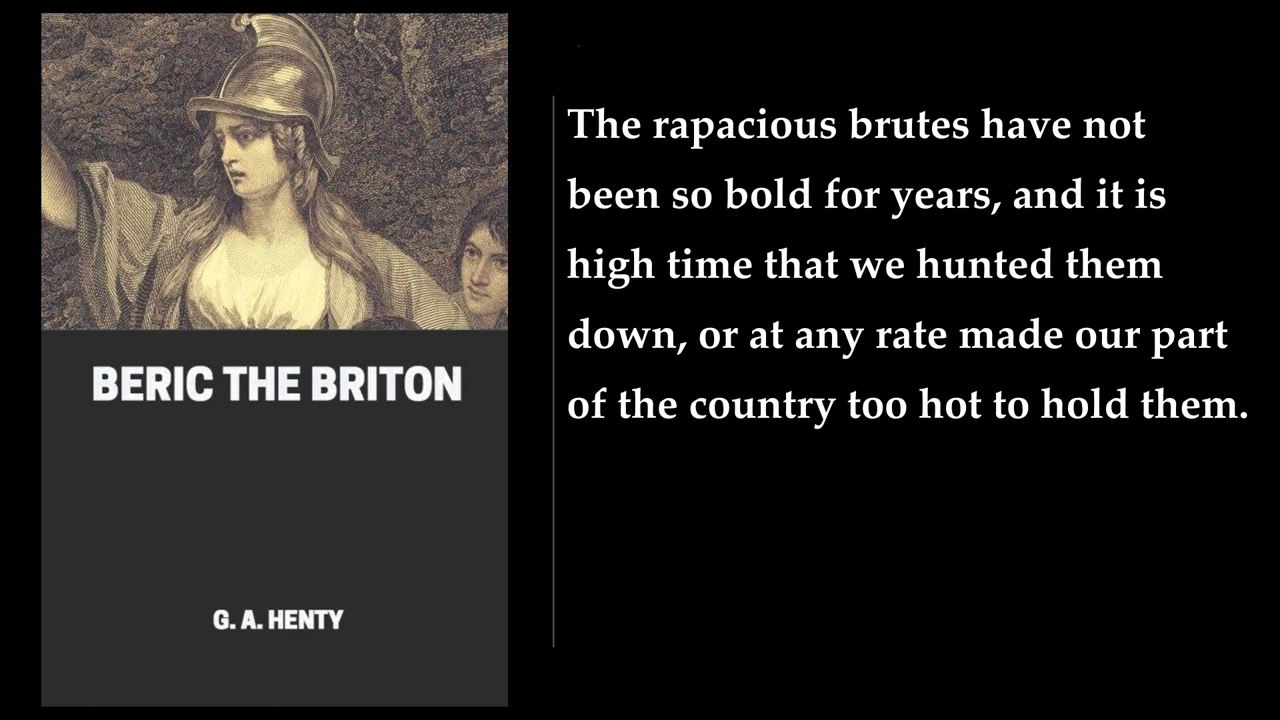 BERIC THE BRITON
G. A. HENTY
The rapacious brutes have not
been so bold for years, and it is
high time that we hunted them
down, or at any rate made our part
of the country too hot to hold them.